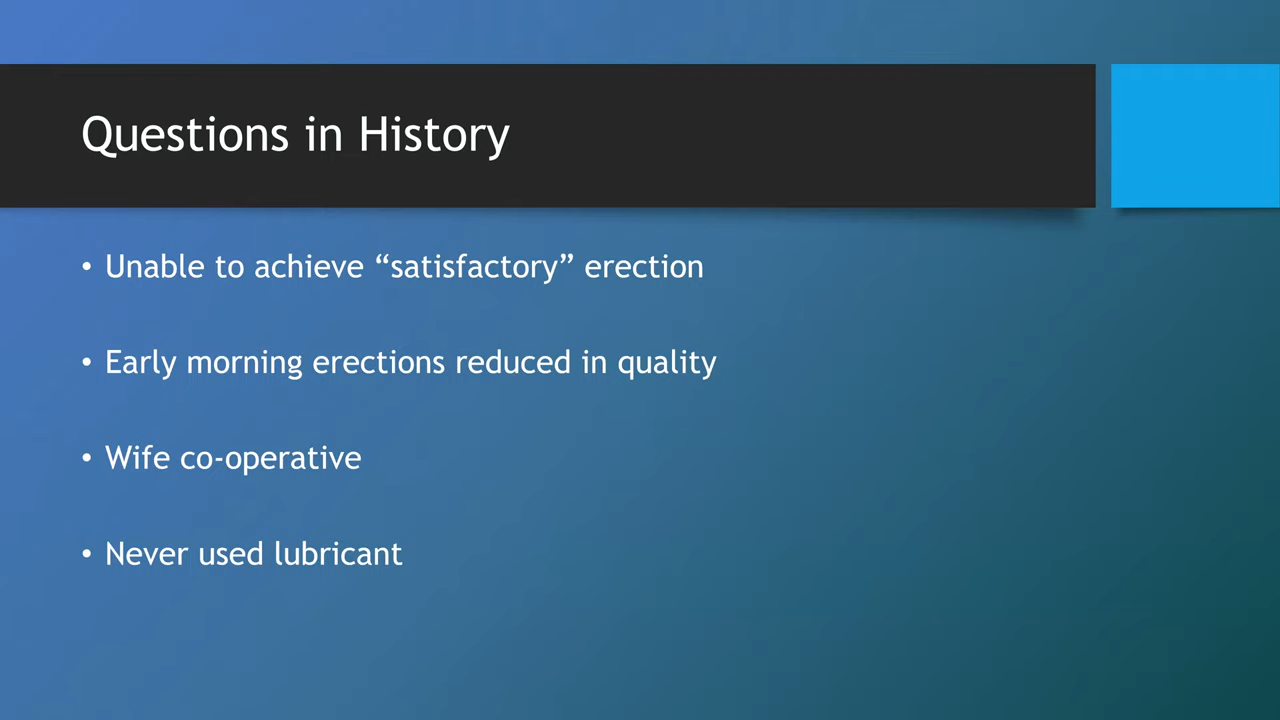 Questions in History
• Unable to achieve “satisfactory” erection
• Early morning erections reduced in quality
• Wife co-operative
• Never used lubricant